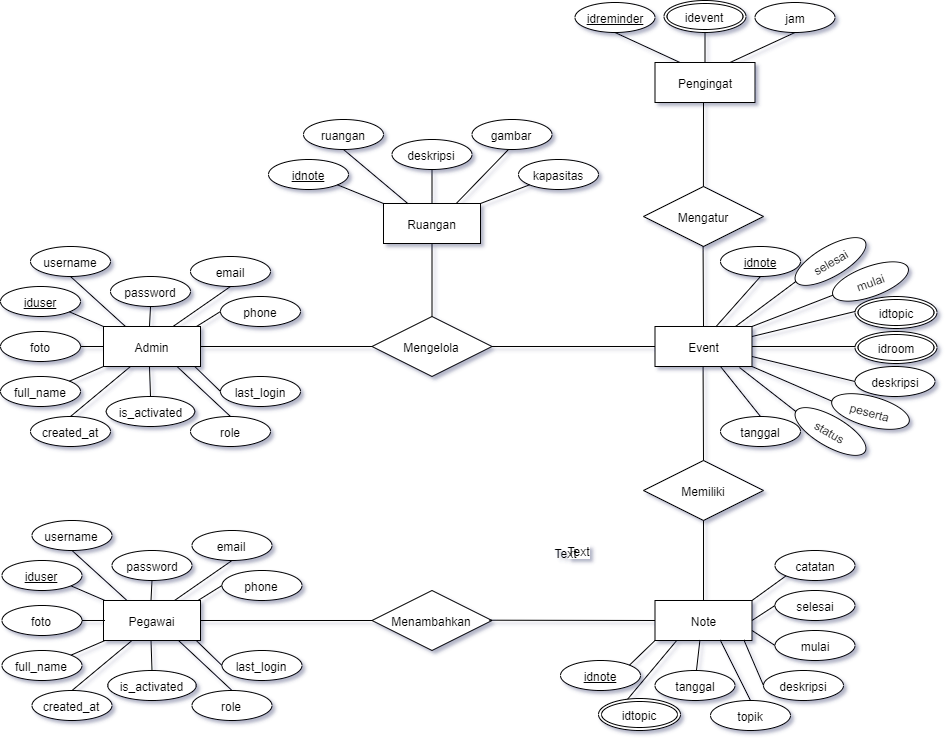 idreminder
idevent
jam
Pengingat
Mengatur
ruangan
deskripsi
gambar
idnote
kapasitas
Ruangan
username
email
password
iduser
phone
foto
Admin
full_name
last_login
is_activated
created_at
role
Mengelola
idnote
selesai
mulai
idtopic
Event
idroom
deskripsi
peserta
tanggal
status
Memiliki
username
email
password
iduser
phone
foto
Pegawai
full_name
last_login
is_activated
created_at
role
Text
Text
Menambahkan
catatan
selesai
Note
mulai
idnote
tanggal
deskripsi
idtopic
topik